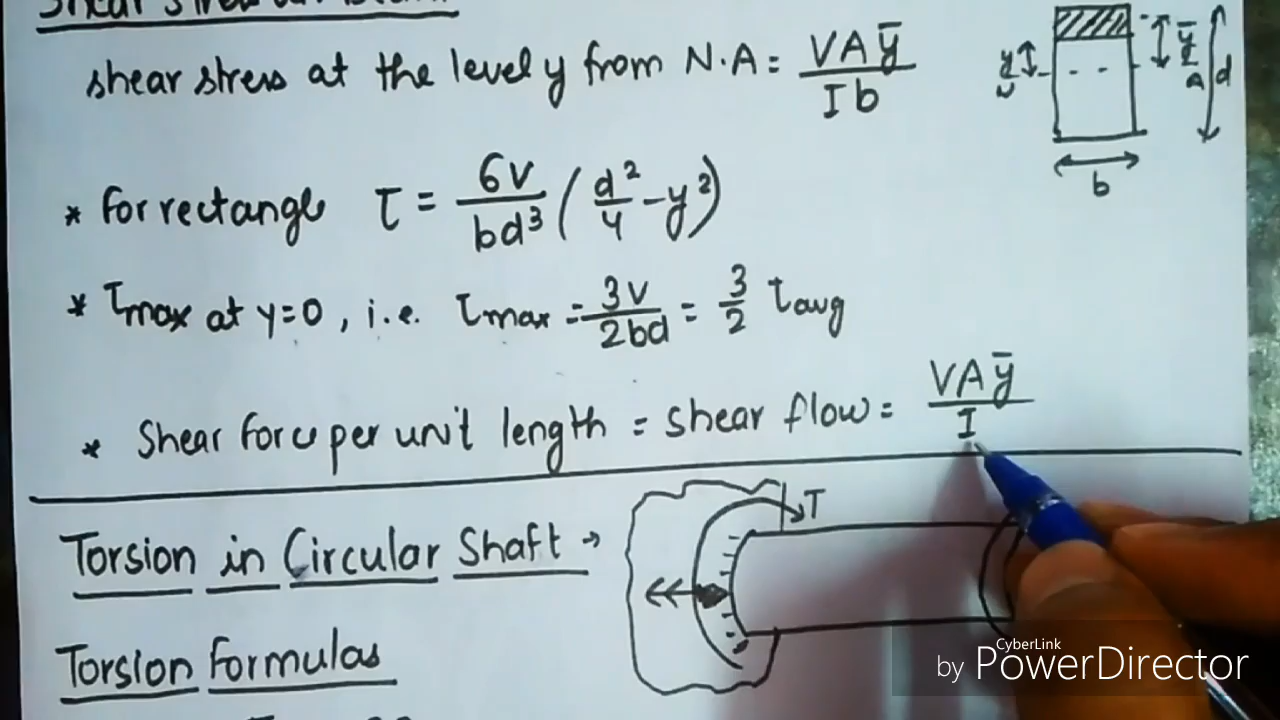 shear stress at the level y from N.A = VAȳ / Ib
ȳ
y
A
d
b
* For rectangle τ = 6V / bd³ (d²/4 - y²)
* τmax at y=0, i.e. τmax = 3V / 2bd = 3/2 τavg
* Shear force per unit length = shear flow = VAȳ / I
Torsion in Circular Shaft →
T
Torsion formulas
CyberLink
by PowerDirector